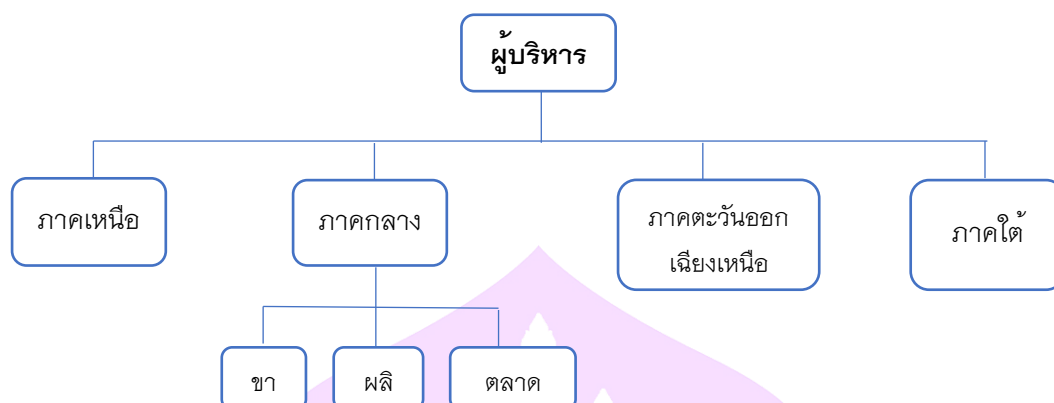 ผู้บริหาร
ภาคเหนือ
ภาคกลาง
ภาคตะวันออก
เฉียงเหนือ
ภาคใต้
ขา
ผลิ
ตลาด